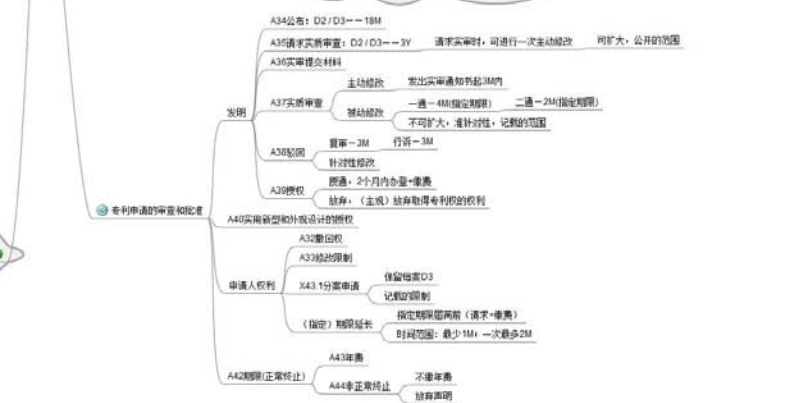 A34公布：D2/D3－－18M
A35请求实质审查：D2/D3－－3Y 请求实审时，可进行一次主动修改 可扩大，公开的范围
A36实审提交材料
主动修改 发出实审通知书起3M内
A37实质审查
发明
一通－4M(指定期限) 二通－2M(指定期限)
被动修改
不可扩大，准针对性，记载的范围
复审－3M 行诉－3M
A38驳回
针对性修改
授通，2个月内办登+缴费
A39授权
放弃，（主观）放弃取得专利权的权利
专利申请的审查和批准
A40实用新型和外观设计的授权
A32撤回权
A33修改限制
保留母案D3
申请人权利 X43.1分案申请
记载的限制
指定期限届满前（请求+缴费）
（指定）期限延长
时间范围：最少1M，一次最多2M
A43年费
A42期限(正常终止)
不缴年费
A44非正常终止
放弃声明